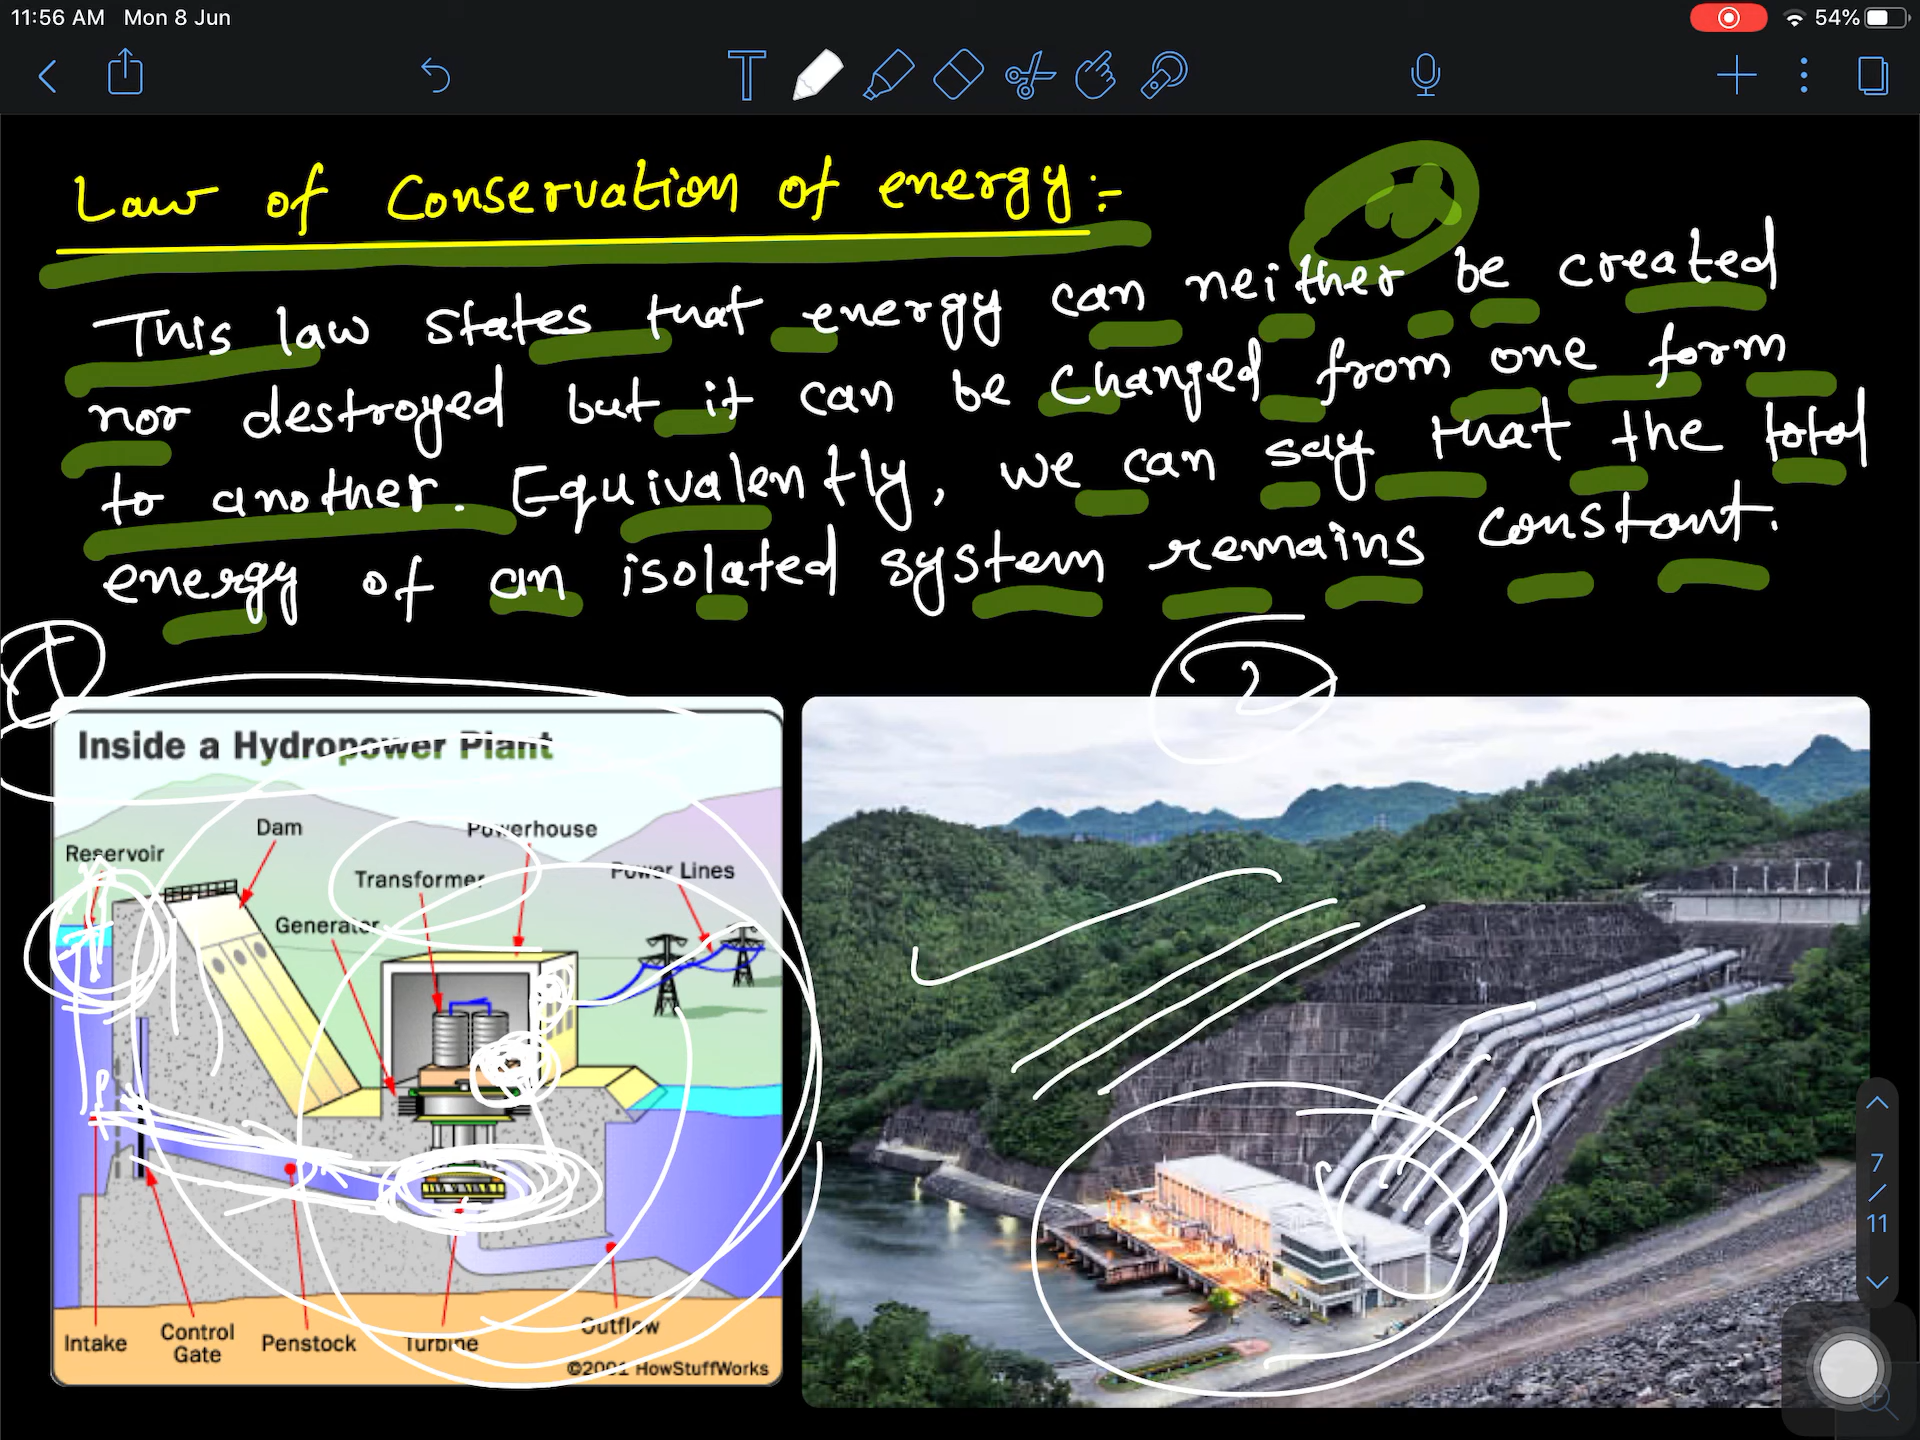 11:56 AM Mon 8 Jun
54%
T
Law of Conservation of energy:-
This law states that energy can neither be created
nor destroyed but it can be changed from one form
to another. Equivalently, we can say that the total
energy of an isolated system remains constant.
1
2
Inside a Hydropower Plant
Dam
Powerhouse
Reservoir
Transformer
Power Lines
Generator
Intake
Control
Gate
Penstock
Turbine
Outflow
©2001 HowStuffWorks
7
/
11